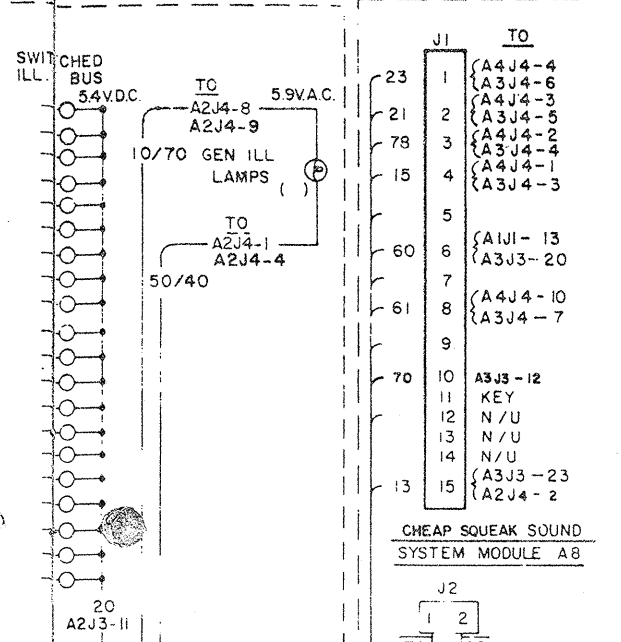 SWITCHED
ILL. BUS
5.4V.D.C.
TO
A2J4-8
A2J4-9
5.9V.A.C.
10/70 GEN ILL
LAMPS
( )
TO
A2J4-1
A2J4-4
50/40
20
A2J3-11
J1 TO
23 1 A4J4-4
A3J4-6
21 2 A4J4-3
A3J4-5
78 3 A4J4-2
A3J4-4
15 4 A4J4-1
A3J4-3
5
60 6 A1J1-13
A3J3-20
7
61 8 A4J4-10
A3J4-7
9
70 10 A3J3-12
11 KEY
12 N/U
13 N/U
14 N/U
13 15 A3J3-23
A2J4-2
CHEAP SQUEAK SOUND
SYSTEM MODULE A8
J2
1 2